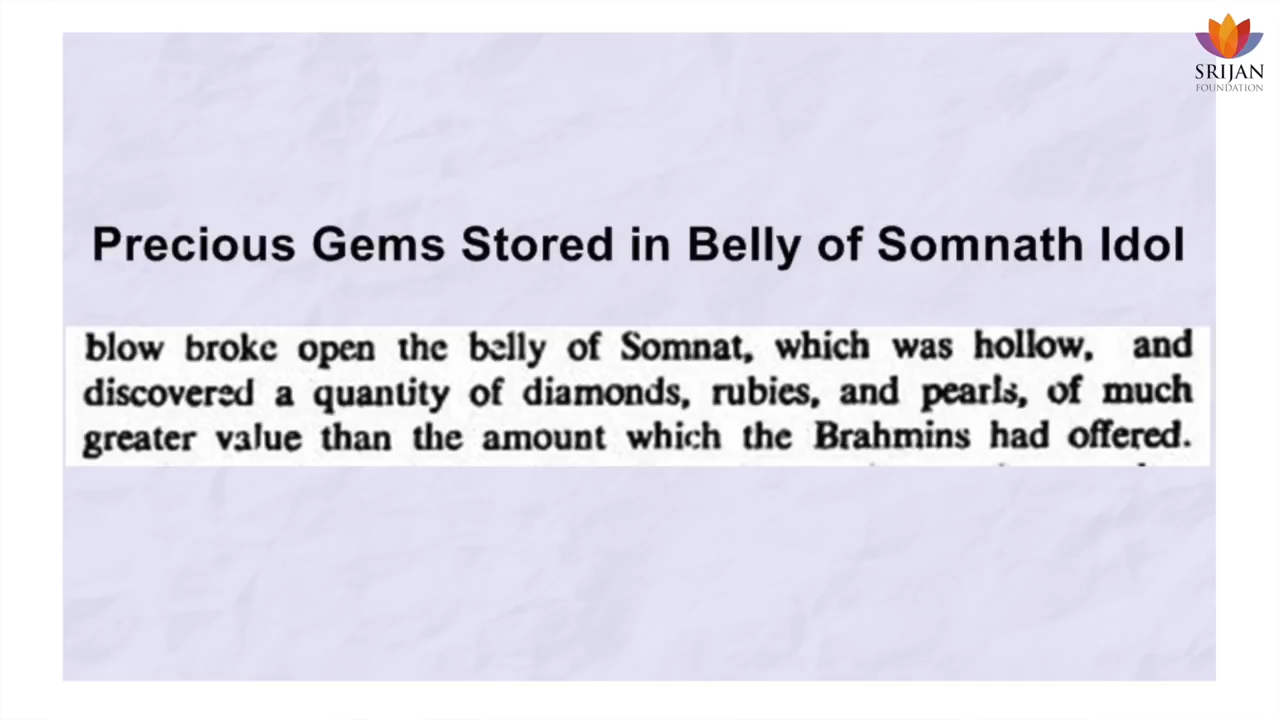 SRIJAN
FOUNDATION
Precious Gems Stored in Belly of Somnath Idol
blow broke open the belly of Somnat, which was hollow, and
discovered a quantity of diamonds, rubies, and pearls, of much
greater value than the amount which the Brahmins had offered.